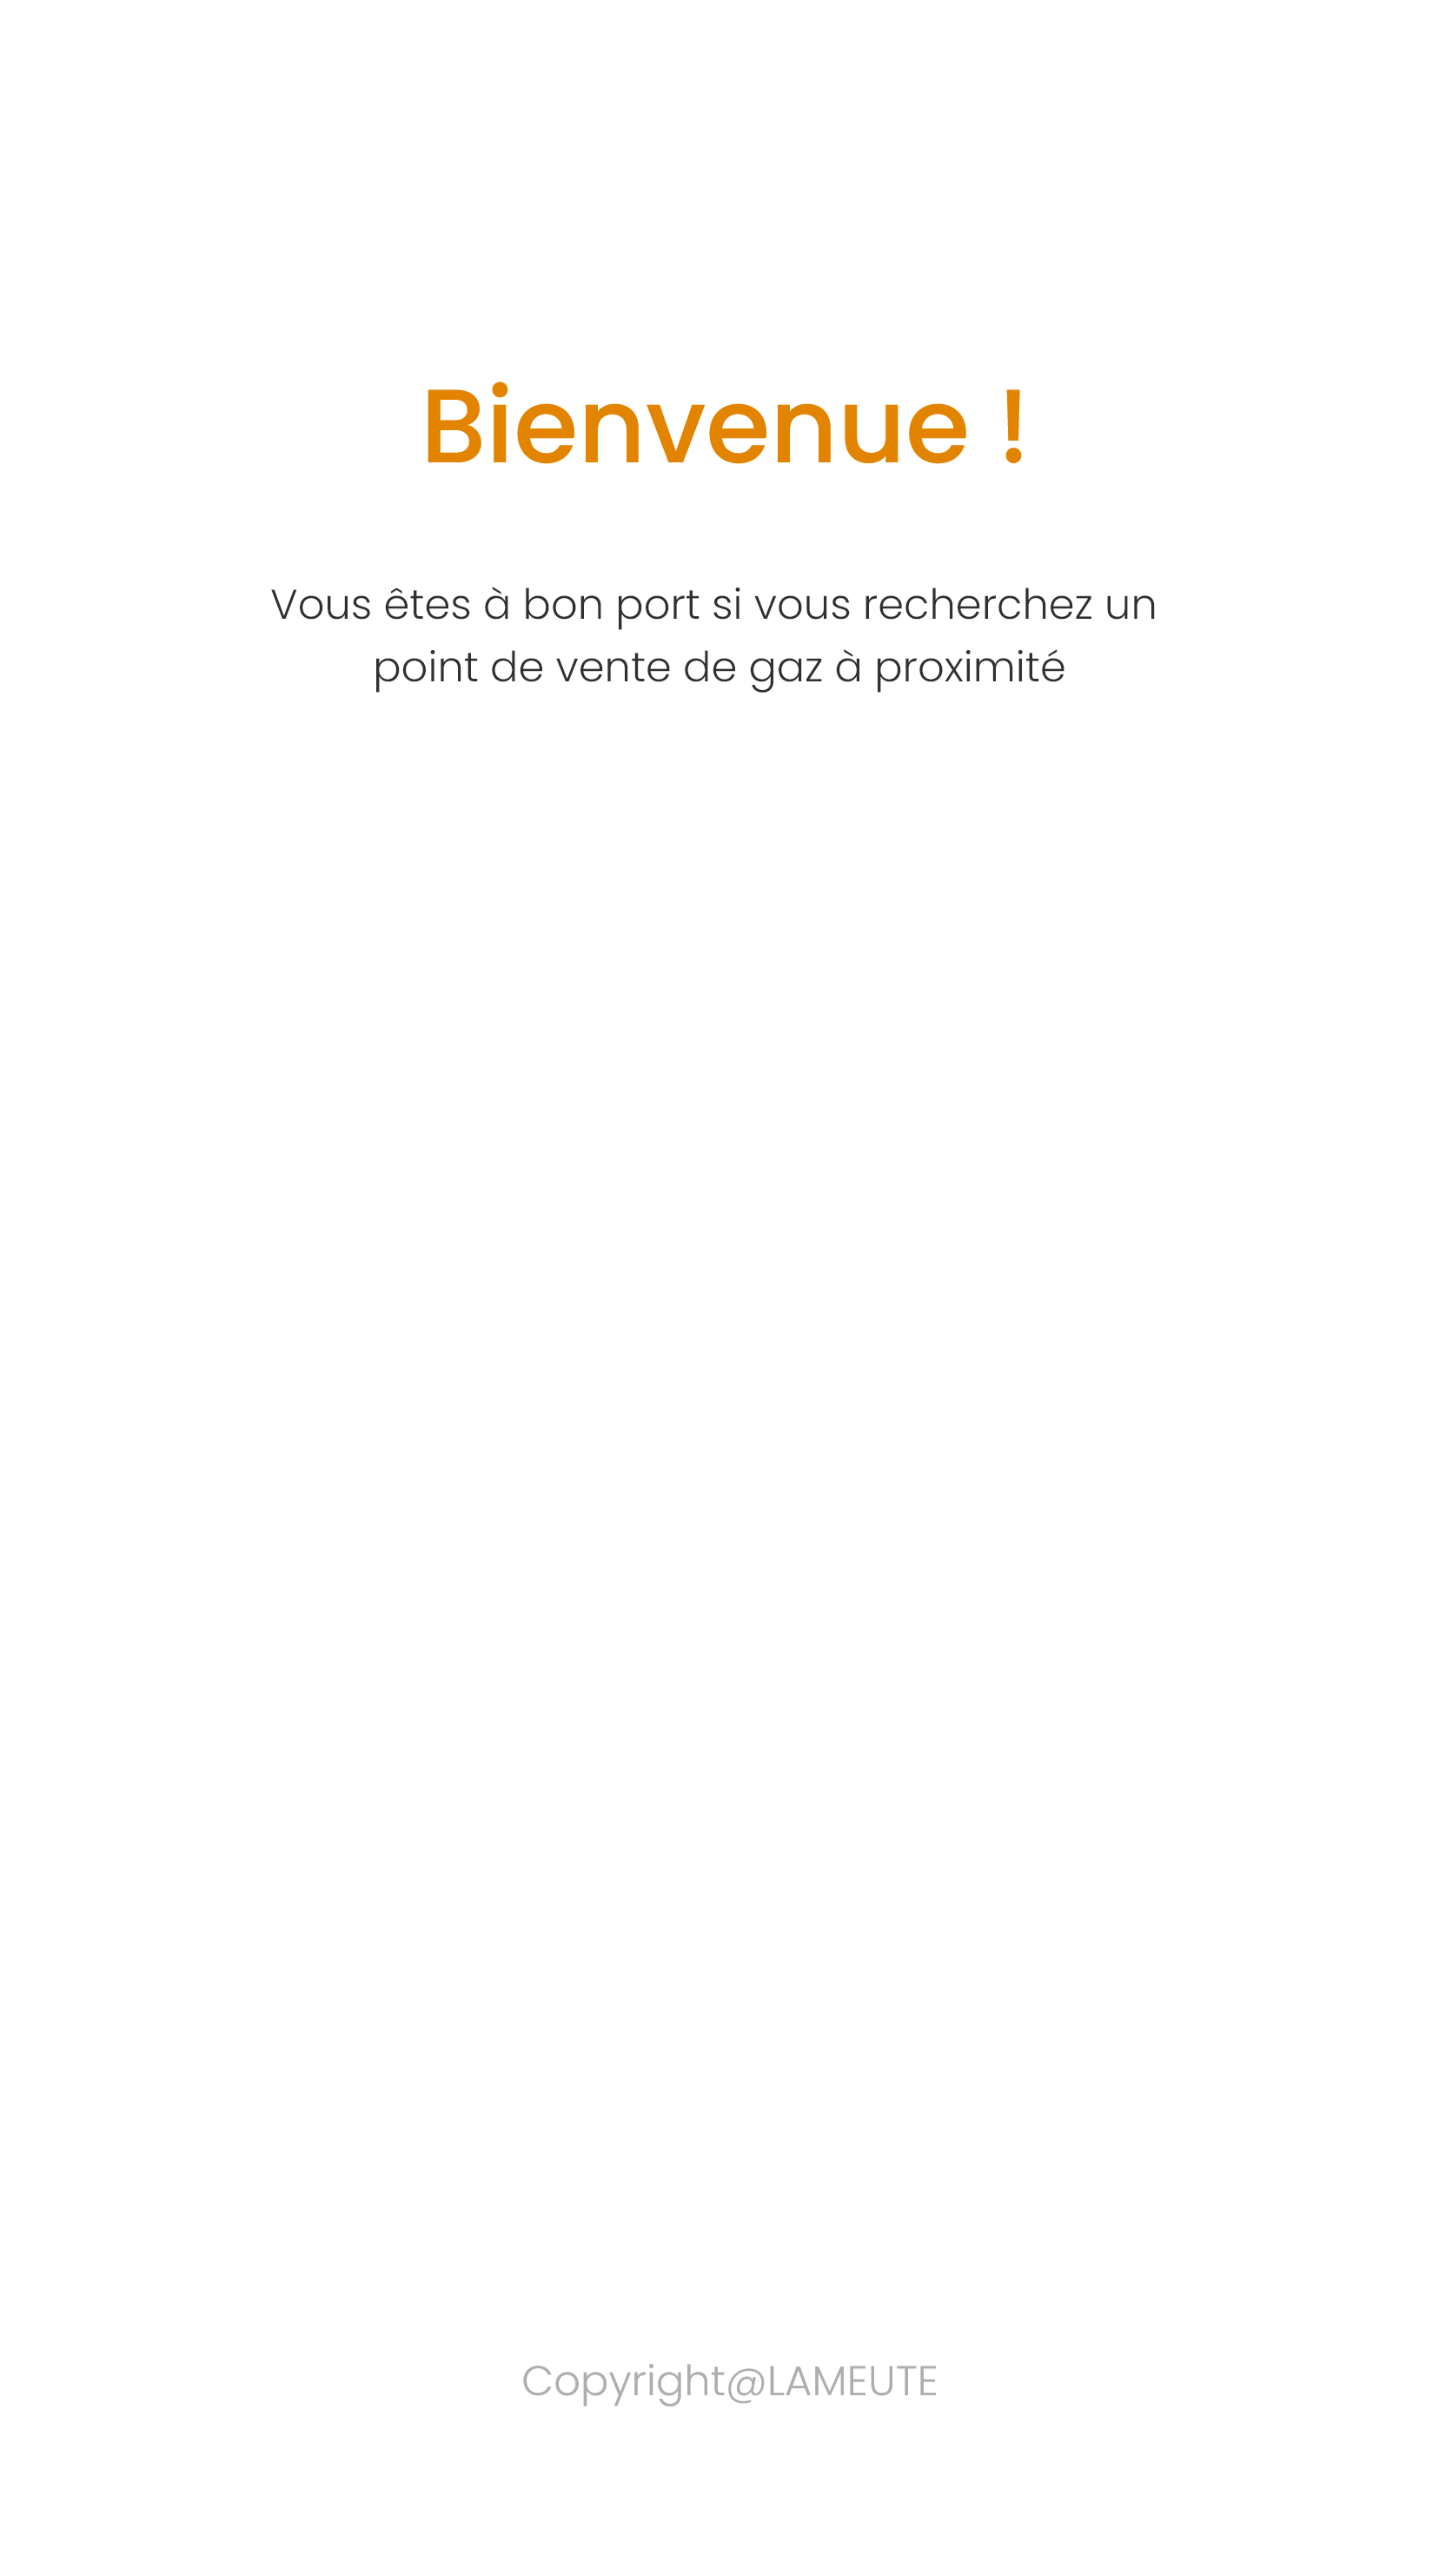 Bienvenue !
Vous êtes à bon port si vous recherchez un
point de vente de gaz à proximité
Copyright@LAMEUTE